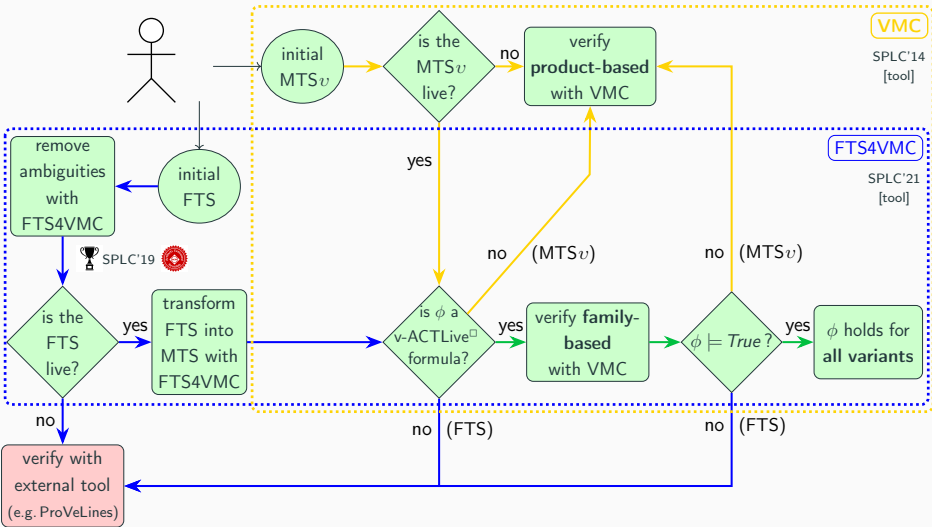 VMC
SPLC'14
[tool]
initial
MTSυ
is the
MTSυ
live?
no
verify
product-based
with VMC
yes
FTS4VMC
SPLC'21
[tool]
remove
ambiguities
with
FTS4VMC
initial
FTS
SPLC'19
no (MTSυ)
no (MTSυ)
is the
FTS
live?
yes
transform
FTS into
MTS with
FTS4VMC
is ϕ a
v-ACTLive□
formula?
yes
verify family-
based
with VMC
ϕ ⊨ True ?
yes
ϕ holds for
all variants
no
no (FTS)
no (FTS)
verify with
external tool
(e.g. ProVeLines)